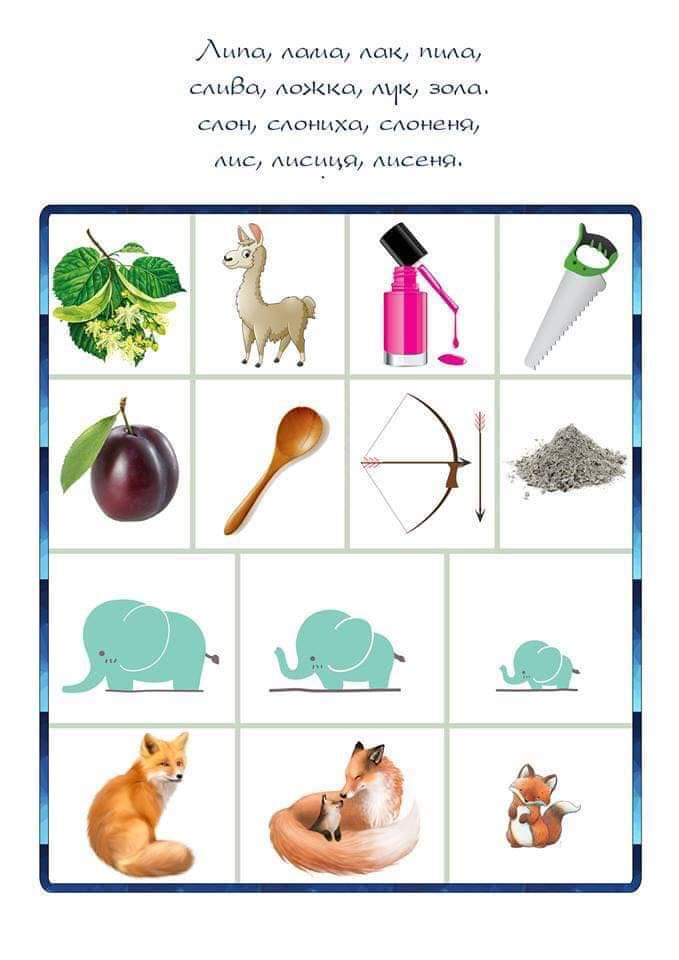 Липа, лама, лак, пила,
слива, ложка, лук, зола.
слон, слониха, слоненя,
лис, лисиця, лисеня.